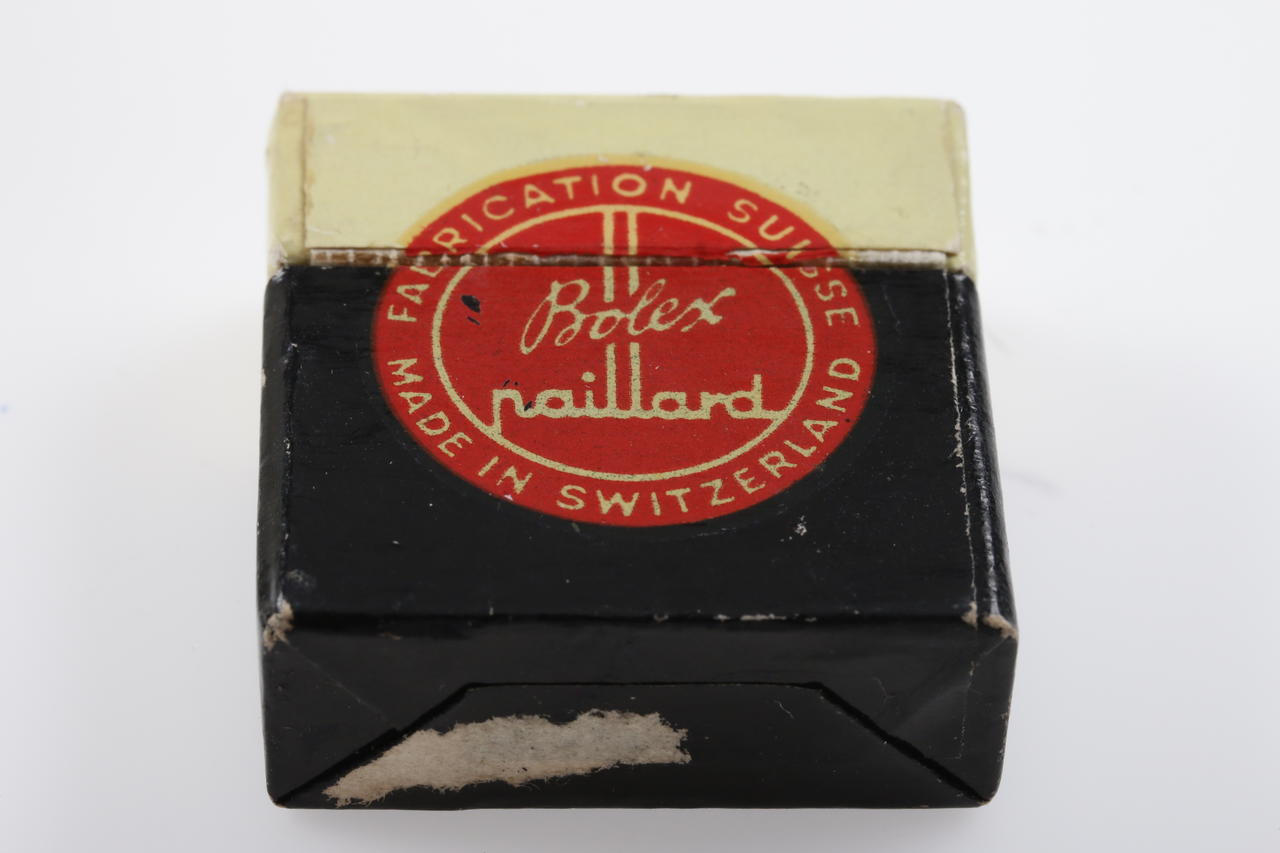 FABRICATION SUISSE
Bolex
paillard
MADE IN SWITZERLAND